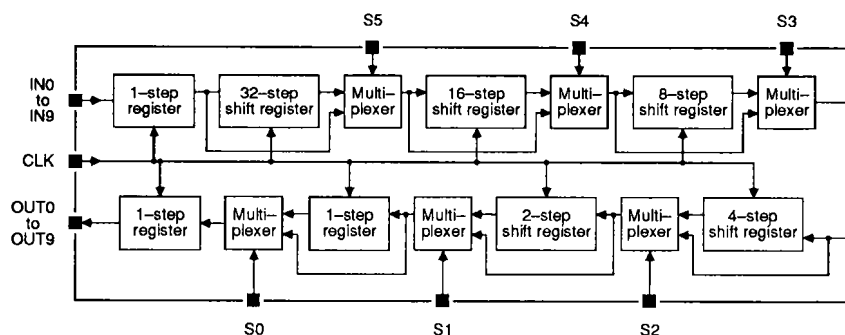 S5
S4
S3
IN0
to
IN9
1–step
register
32–step
shift register
Multi–
plexer
16–step
shift register
Multi–
plexer
8–step
shift register
Multi–
plexer
CLK
OUT0
to
OUT9
1–step
register
Multi–
plexer
1–step
register
Multi–
plexer
2–step
shift register
Multi–
plexer
4–step
shift register
S0
S1
S2